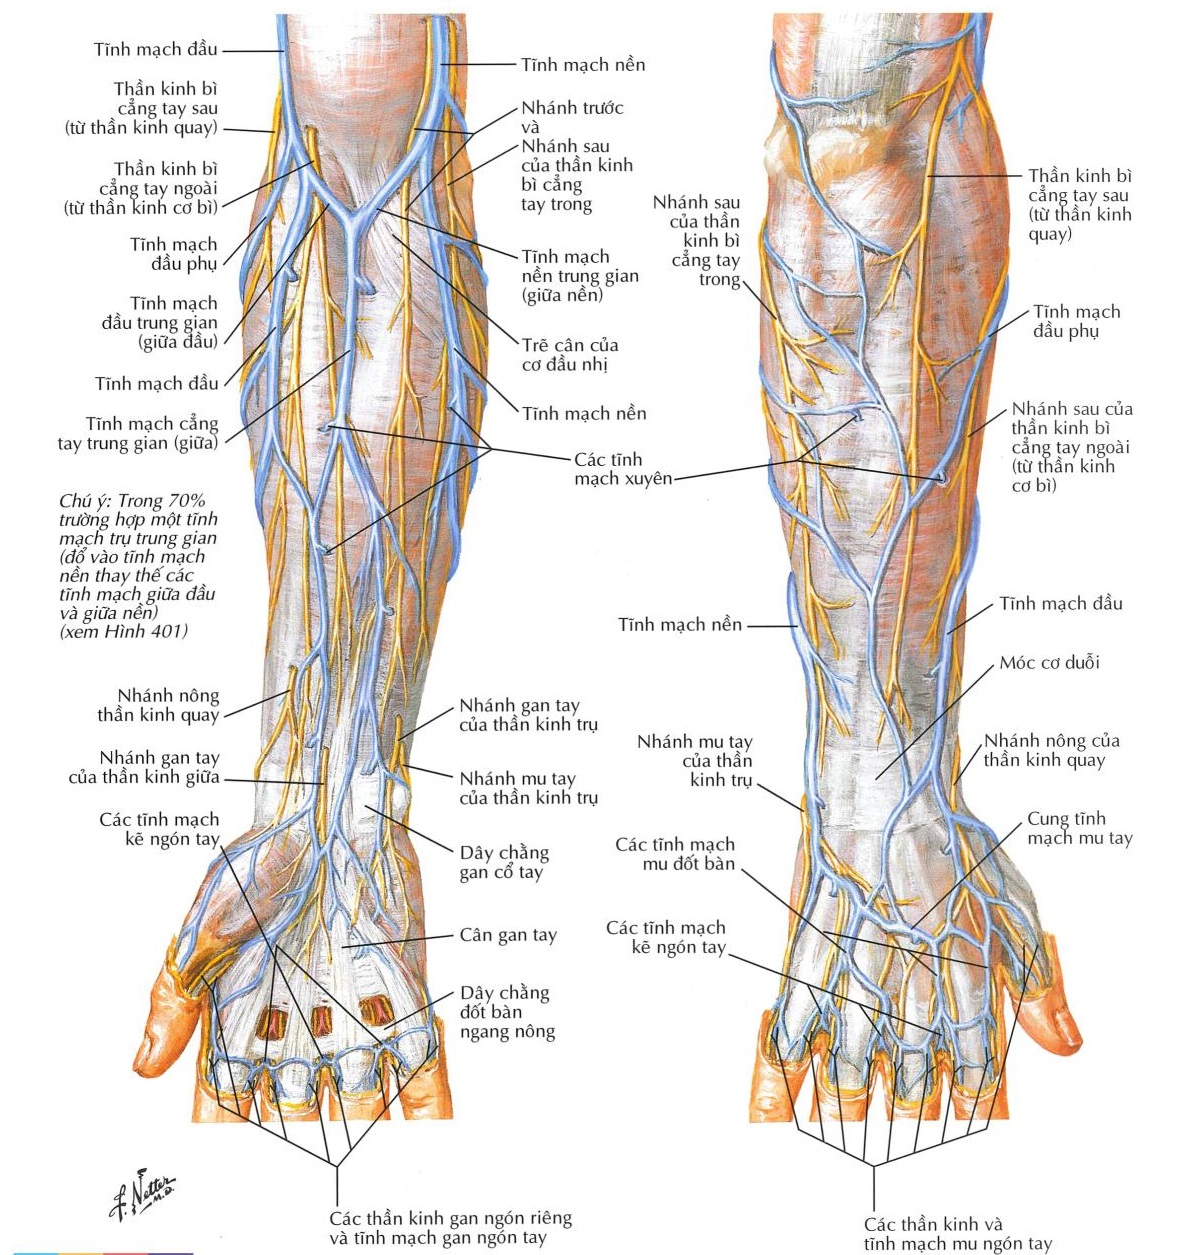 Tĩnh mạch đầu
Thần kinh bì
cẳng tay sau
(từ thần kinh quay)
Thần kinh bì
cẳng tay ngoài
(từ thần kinh cơ bì)
Tĩnh mạch
đầu phụ
Tĩnh mạch
đầu trung gian
(giữa đầu)
Tĩnh mạch đầu
Tĩnh mạch cẳng
tay trung gian (giữa)
Chú ý: Trong 70%
trường hợp một tĩnh
mạch trụ trung gian
(đổ vào tĩnh mạch
nền thay thế các
tĩnh mạch giữa đầu
và giữa nền)
(xem Hình 401)
Nhánh nông
thần kinh quay
Nhánh gan tay
của thần kinh giữa
Các tĩnh mạch
kẽ ngón tay
Tĩnh mạch nền
Nhánh trước
và
Nhánh sau
của thần kinh
bì cẳng
tay trong
Tĩnh mạch
nền trung gian
(giữa nền)
Trẽ cân của
cơ đầu nhị
Tĩnh mạch nền
Các tĩnh
mạch xuyên
Nhánh gan tay
của thần kinh trụ
Nhánh mu tay
của thần kinh trụ
Dây chằng
gan cổ tay
Cân gan tay
Dây chằng
đốt bàn
ngang nông
Các thần kinh gan ngón riêng
và tĩnh mạch gan ngón tay
Nhánh sau
của thần
kinh bì
cẳng tay
trong
Tĩnh mạch nền
Nhánh mu tay
của thần
kinh trụ
Các tĩnh mạch
mu đốt bàn
Các tĩnh mạch
kẽ ngón tay
Thần kinh bì
cẳng tay sau
(từ thần kinh
quay)
Tĩnh mạch
đầu phụ
Nhánh sau của
thần kinh bì
cẳng tay ngoài
(từ thần kinh
cơ bì)
Tĩnh mạch đầu
Móc cơ duỗi
Nhánh nông của
thần kinh quay
Cung tĩnh
mạch mu tay
Các thần kinh và
tĩnh mạch mu ngón tay
F. Netter
M.D.